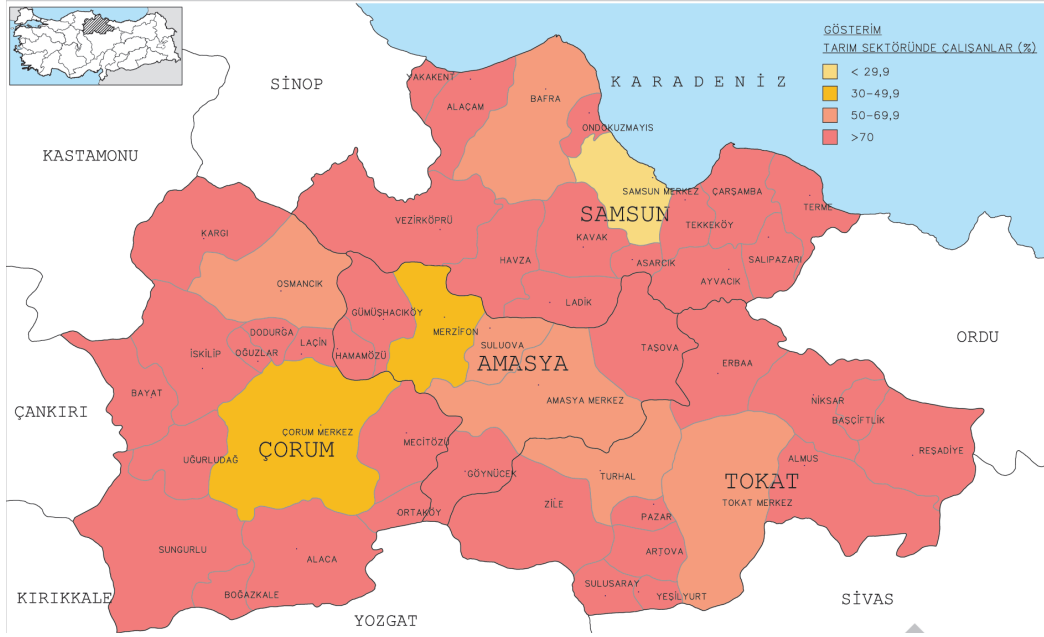 GÖSTERİM
TARIM SEKTÖRÜNDE ÇALIŞANLAR (%)
< 29,9
30-49,9
50-69,9
>70
KARADENİZ
SİNOP
KASTAMONU
ÇANKIRI
KIRIKKALE
YOZGAT
SİVAS
ORDU
SAMSUN
AMASYA
ÇORUM
TOKAT
YAKAKENT
ALAÇAM
BAFRA
ONDOKUZMAYIS
SAMSUN MERKEZ
ÇARŞAMBA
TERME
TEKKEKÖY
VEZİRKÖPRÜ
KAVAK
HAVZA
ASARCIK
SALIPAZARI
AYVACIK
LADİK
KARGI
OSMANCIK
GÜMÜŞHACIKÖY
MERZİFON
SULUOVA
TAŞOVA
HAMAMÖZÜ
AMASYA MERKEZ
GÖYNÜCEK
DODURGA
LAÇİN
OĞUZLAR
İSKİLİP
BAYAT
ÇORUM MERKEZ
UĞURLUDAĞ
MECİTÖZÜ
ORTAKÖY
SUNGURLU
ALACA
BOĞAZKALE
ERBAA
NİKSAR
BAŞÇİFTLİK
REŞADİYE
ALMUS
TOKAT MERKEZ
TURHAL
ZİLE
PAZAR
ARTOVA
SULUSARAY
YEŞİLYURT